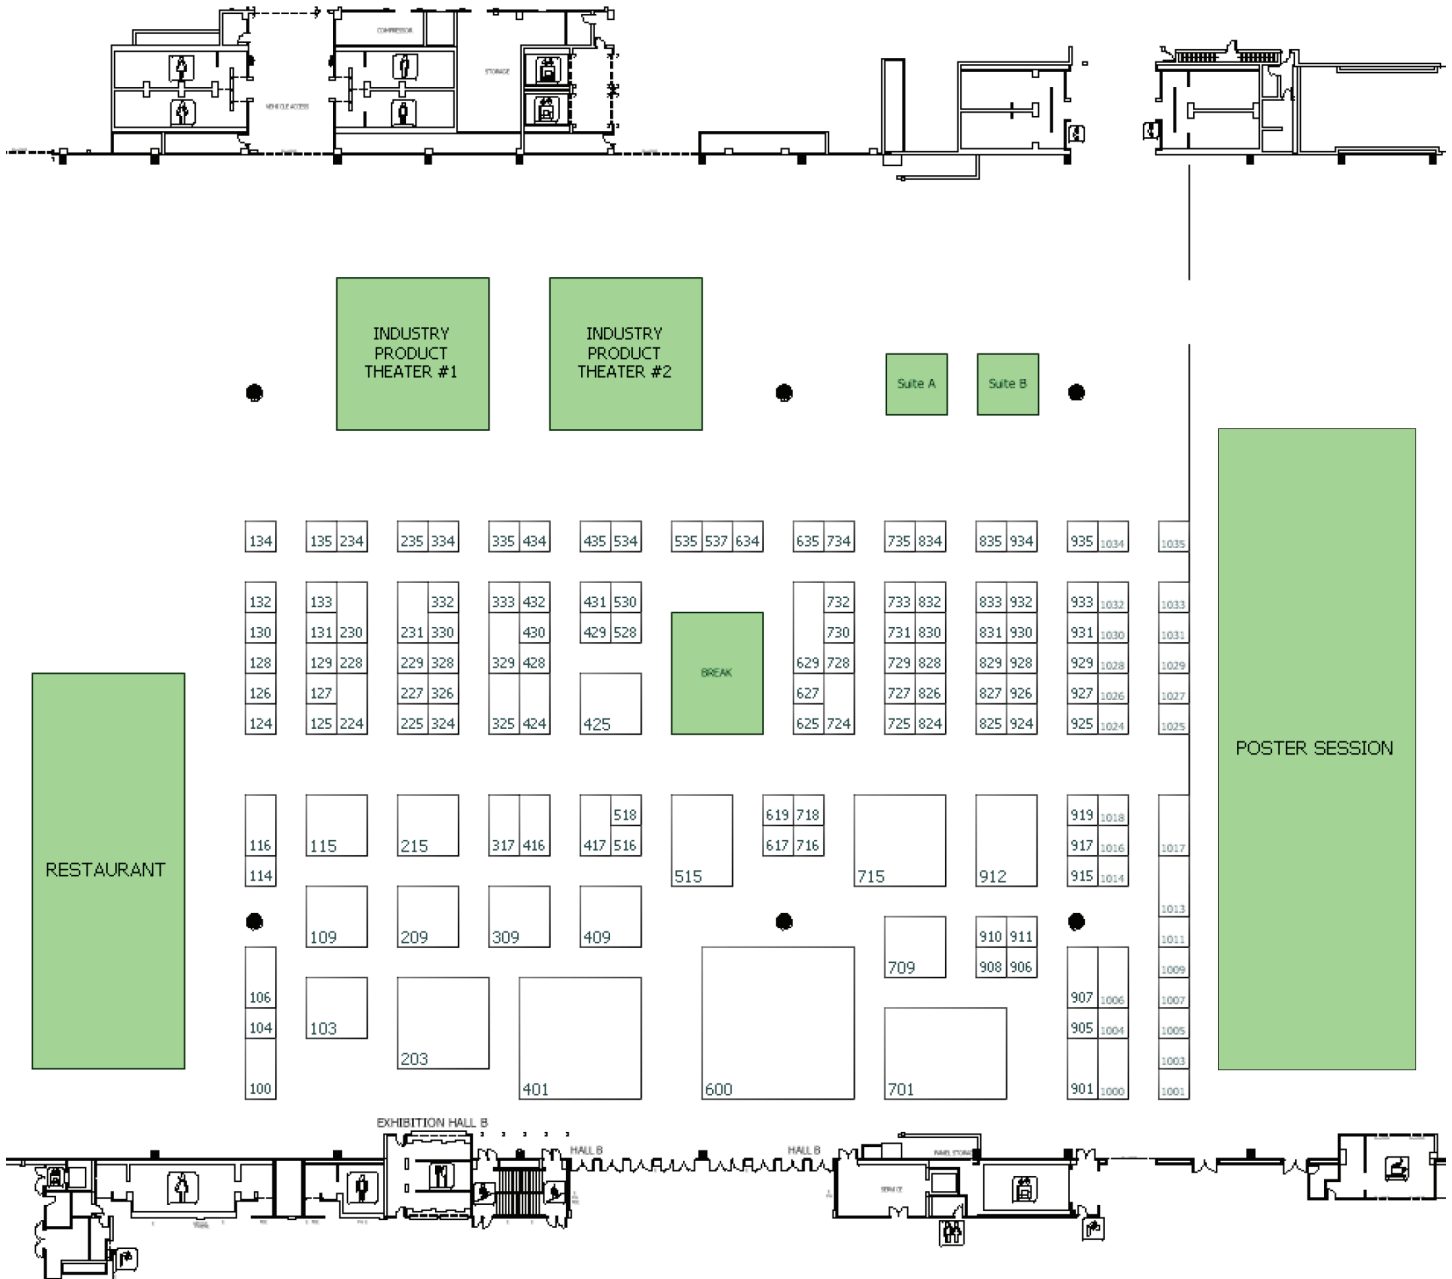 COMPRESSOR
STORAGE
VEHICLE ACCESS
INDUSTRY
PRODUCT
THEATER #1
INDUSTRY
PRODUCT
THEATER #2
Suite A
Suite B
134 135 234 235 334 335 434 435 534 535 537 634 635 734 735 834 835 934 935 1034 1035
132 133 332 333 432 431 530 732 733 832 833 932 933 1032 1033
130 131 230 231 330 430 429 528 730 731 830 831 930 931 1030 1031
128 129 228 229 328 329 428 629 728 729 828 829 928 929 1028 1029
BREAK
126 127 227 326 627 727 826 827 926 927 1026 1027
124 125 224 225 324 325 424 425 625 724 725 824 825 924 925 1024 1025
POSTER SESSION
518 619 718 919 1018
116 115 215 317 416 417 516 617 716 917 1016 1017
RESTAURANT
114 515 715 912 915 1014
1013
109 209 309 409 910 911 1011
709 908 906 1009
106 907 1006 1007
104 103 905 1004 1005
203 1003
100 401 600 701 901 1000 1001
EXHIBITION HALL B
HALL B
HALL B
PANEL STORAGE
SERVICE